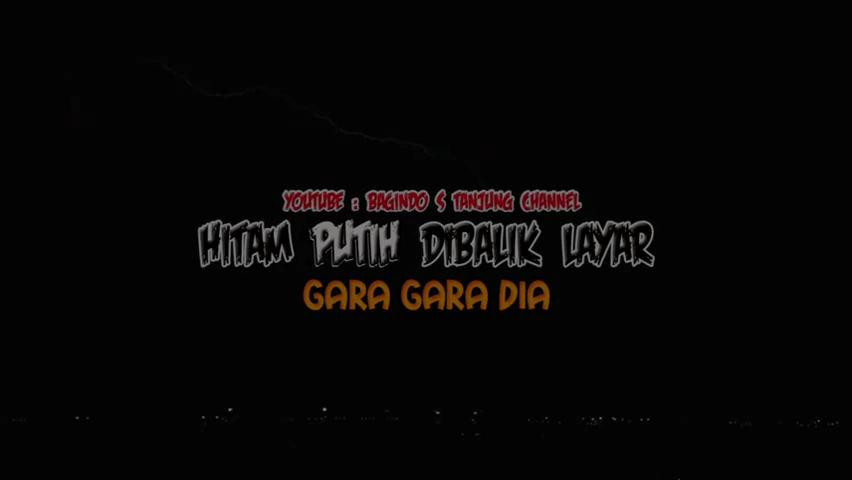 YOUTUBE : BAGINDO S TANJUNG CHANNEL
HITAM PUTIH DIBALIK LAYAR
GARA GARA DIA